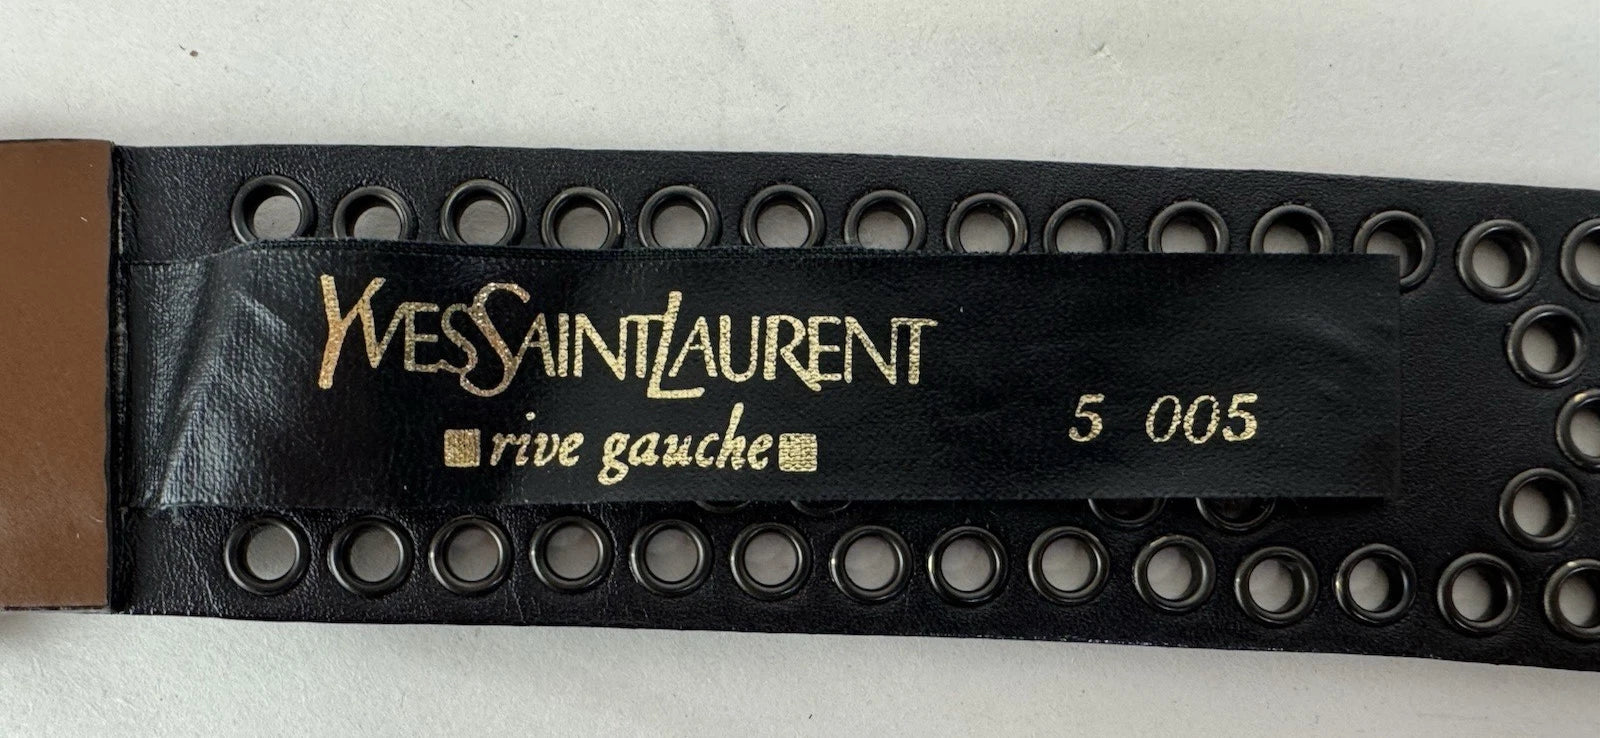 YVESSAINTLAURENT
rive gauche
5 005